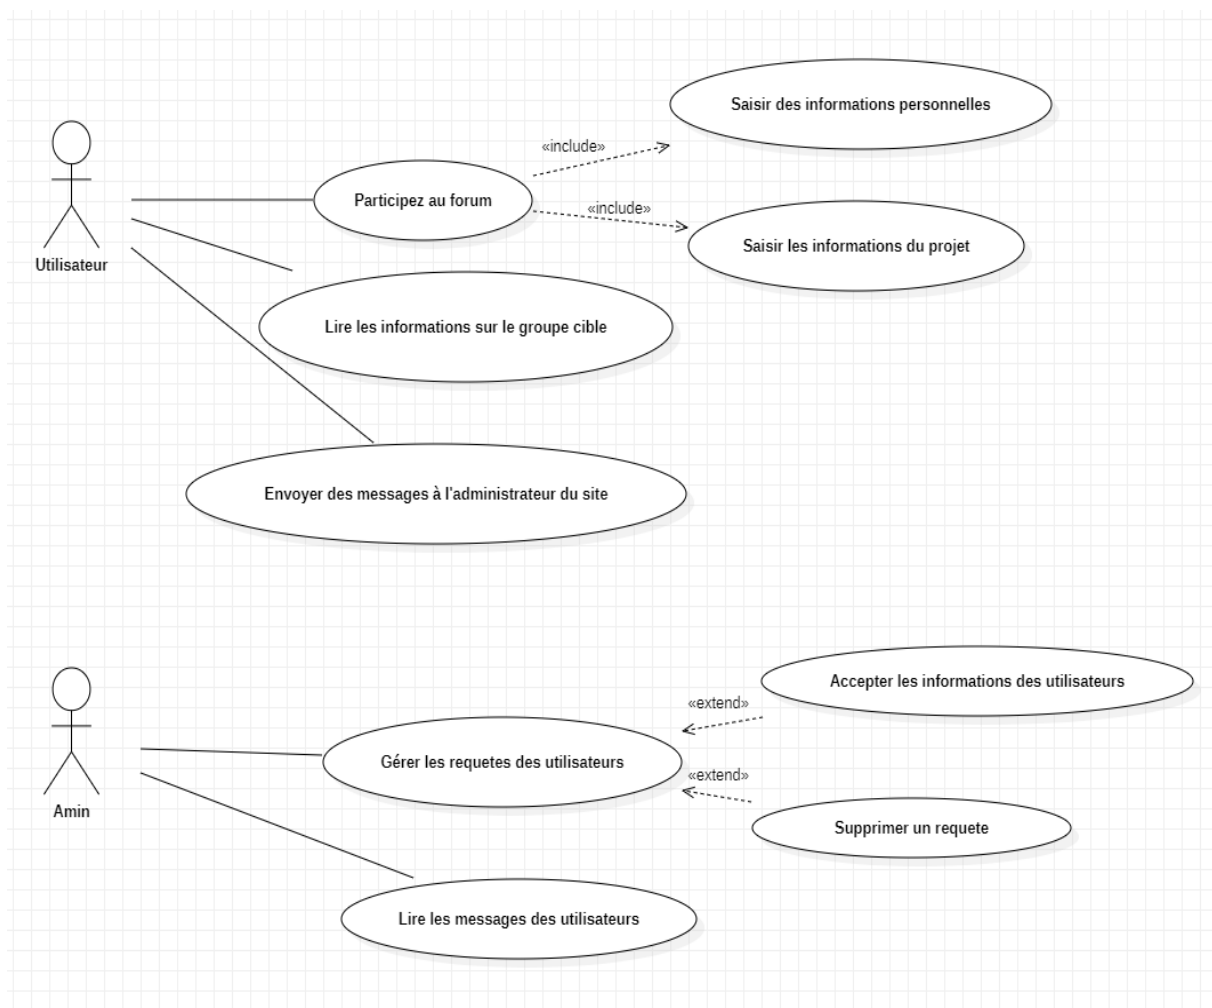 Saisir des informations personnelles
«include»
Participez au forum
«include»
Saisir les informations du projet
Utilisateur
Lire les informations sur le groupe cible
Envoyer des messages à l'administrateur du site
Accepter les informations des utilisateurs
«extend»
Gérer les requetes des utilisateurs
«extend»
Amin
Supprimer un requete
Lire les messages des utilisateurs